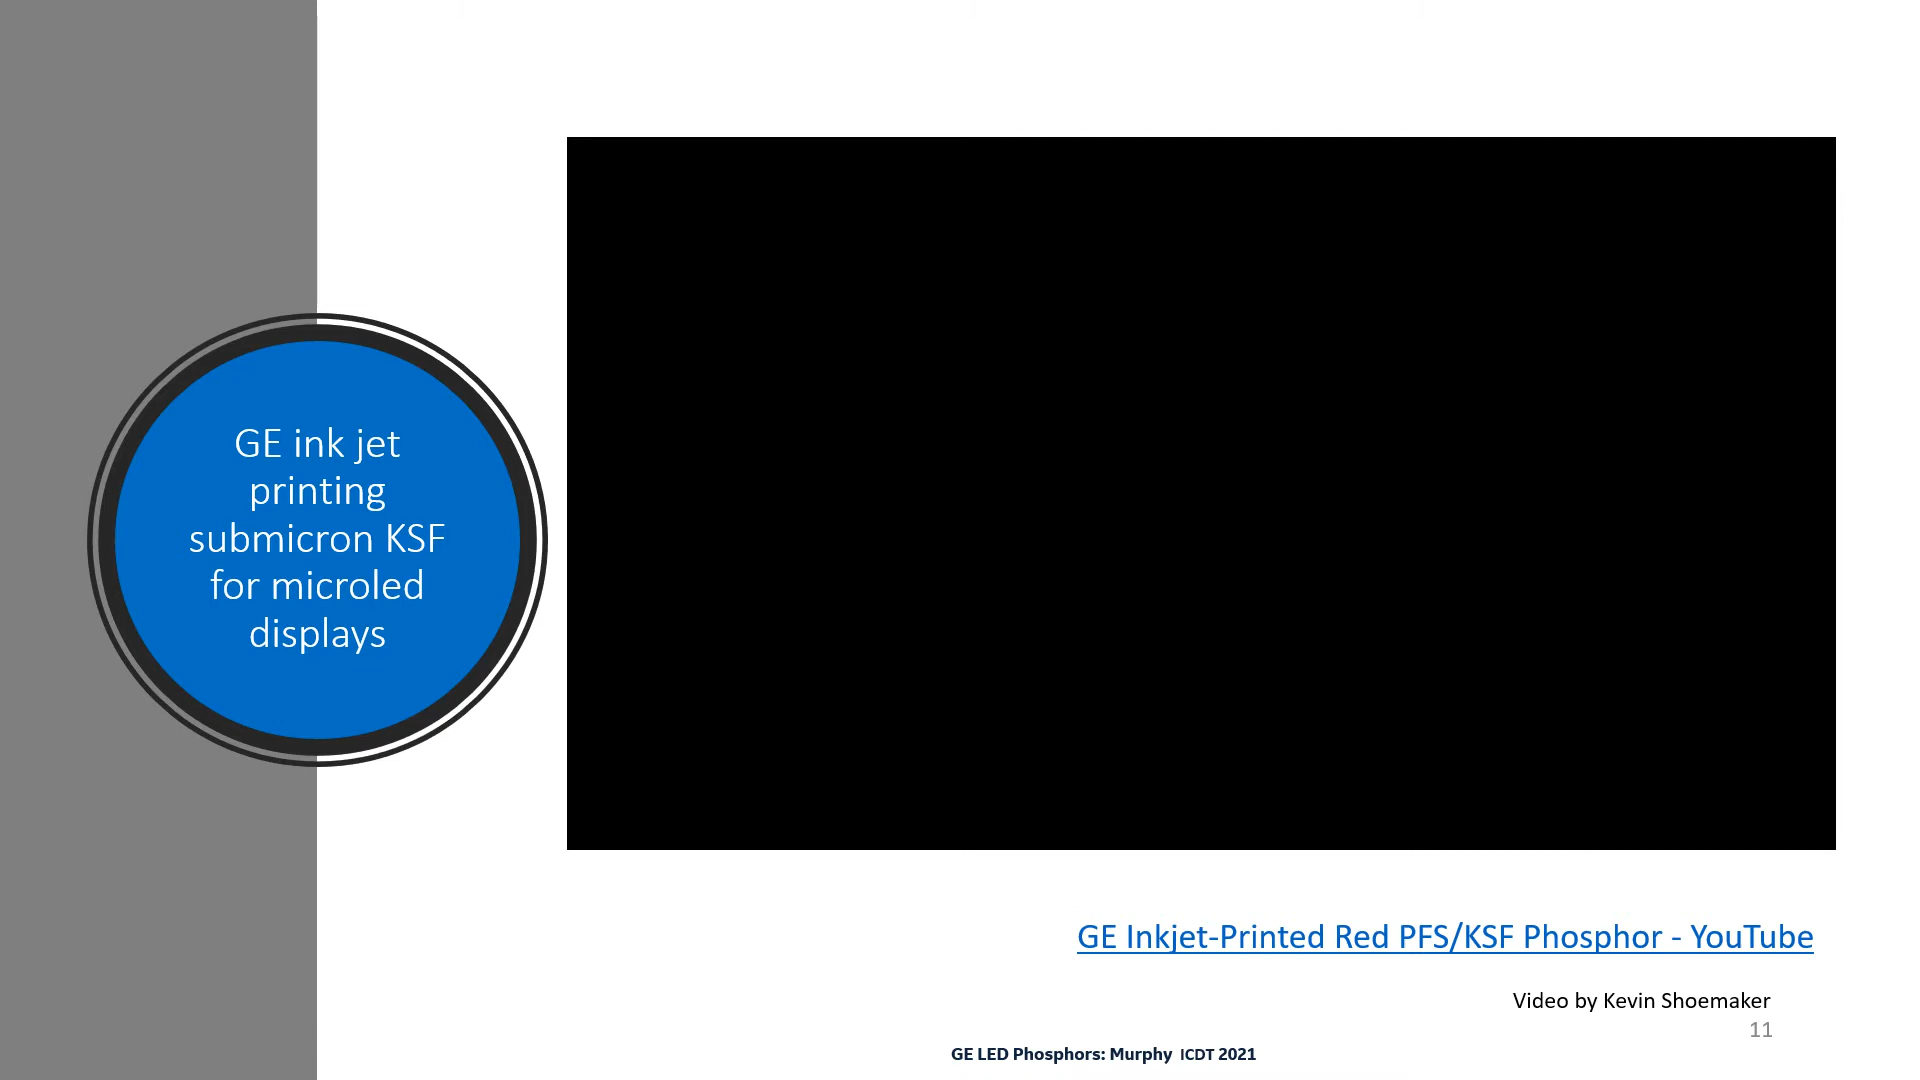 GE ink jet
printing
submicron KSF
for microled
displays
GE Inkjet-Printed Red PFS/KSF Phosphor - YouTube
Video by Kevin Shoemaker
11
GE LED Phosphors: Murphy ICDT 2021